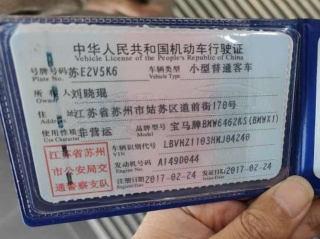 中华人民共和国机动车行驶证
Vehicle License of the People's Republic of China
号牌号码 苏E2V5K6 车辆类型 小型普通客车
Plate No. Vehicle Type
所有人 刘晓琨
Owner
住址 江苏省苏州市姑苏区道前街170号
Address
使用性质 非营运 品牌型号 宝马牌BMW6462KS(BMWX1)
Use Character Model
江苏省苏州 车辆识别代号 LBVHZ1103HMJ04240
VIN
市公安局交 发动机号码 A149D044
Engine No.
通警察支队 注册日期 2017-02-24 发证日期 2017-02-24
Register Date Issue Date